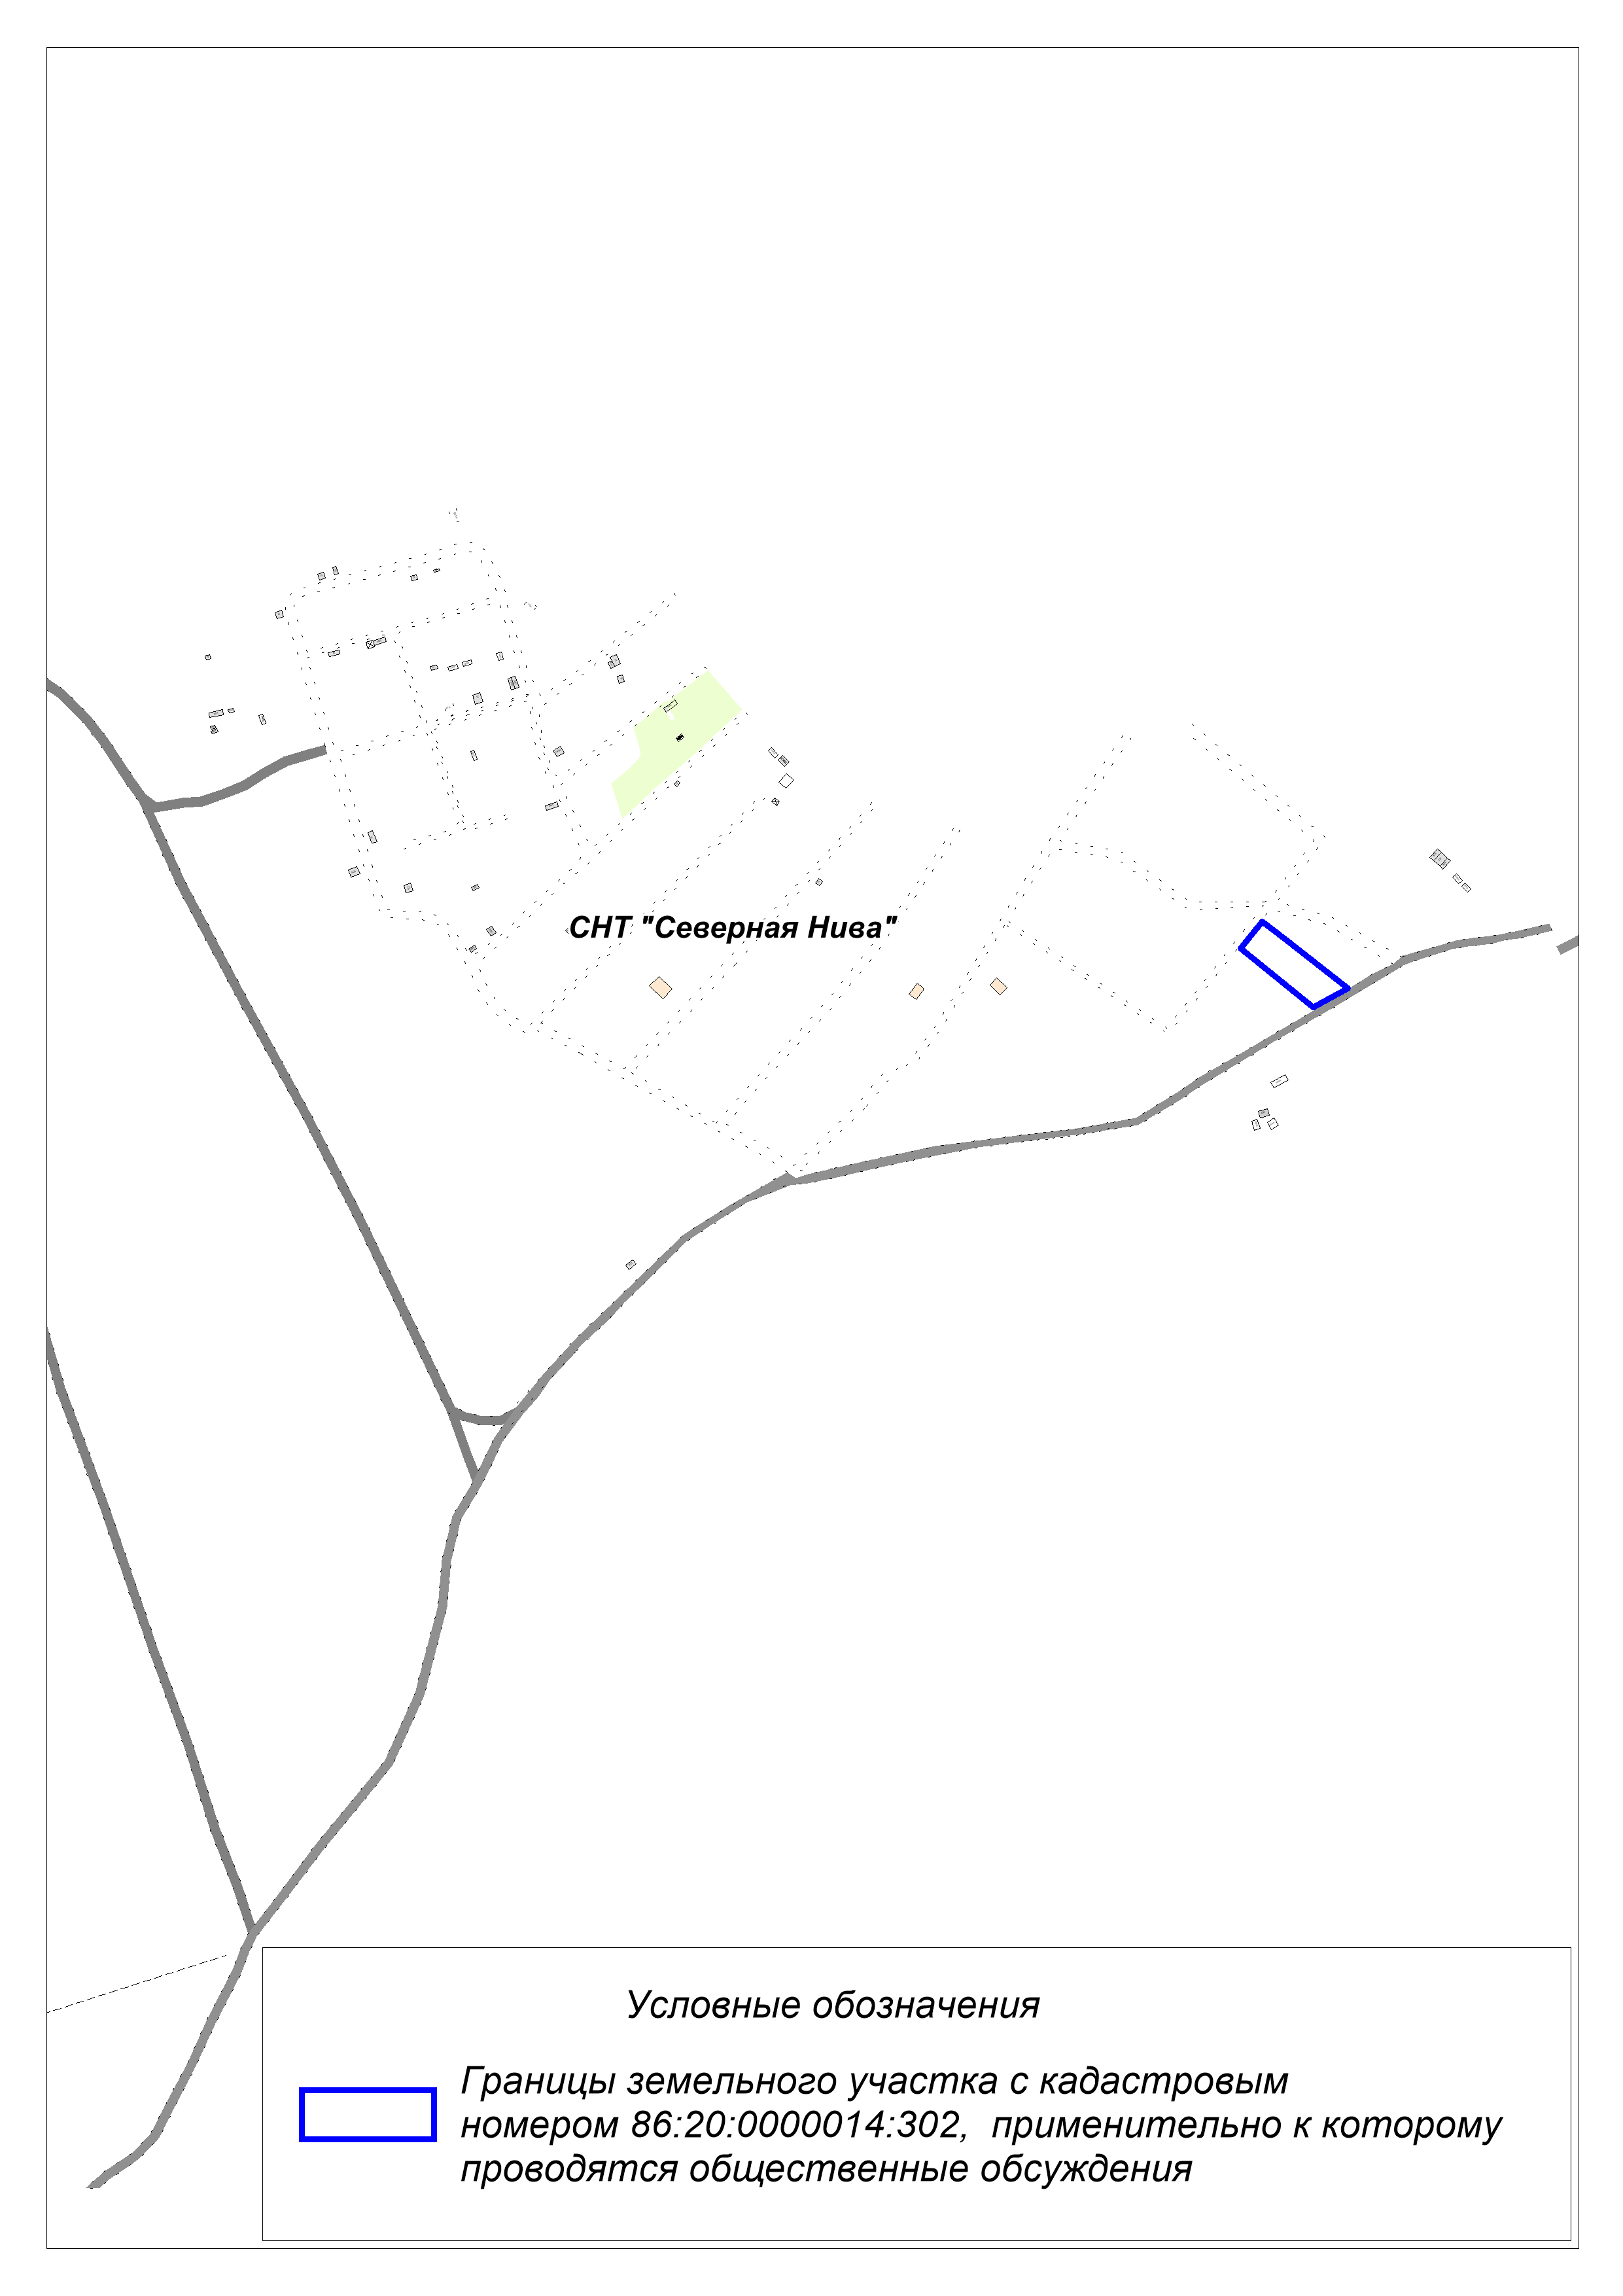 СНТ "Северная Нива"
Условные обозначения
Границы земельного участка с кадастровым
номером 86:20:0000014:302, применительно к которому
проводятся общественные обсуждения